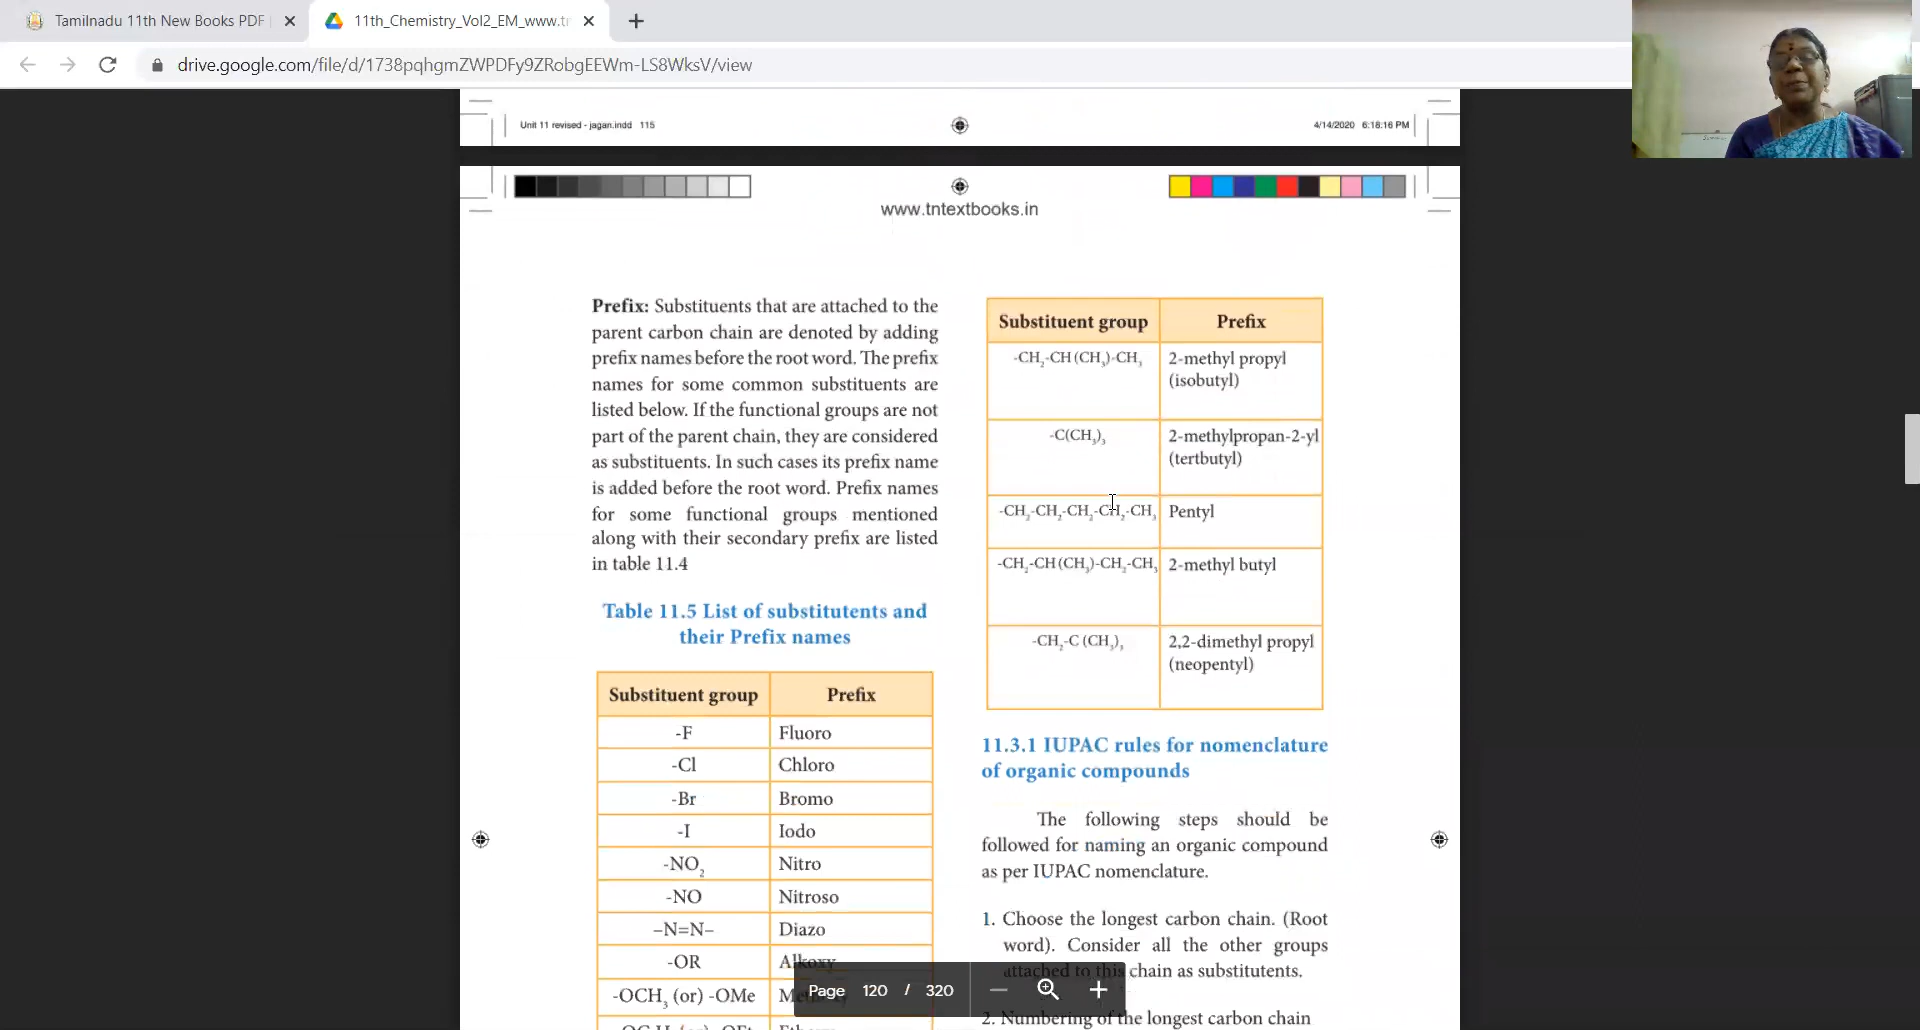 Tamilnadu 11th New Books PDF
11th_Chemistry_Vol2_EM_www.tr
drive.google.com/file/d/1738pqhgmZWPDFy9ZRobgEEWm-LS8WksV/view
Unit 11 revised - jagan.indd 115
4/14/2020 6:18:16 PM
www.tntextbooks.in
Prefix: Substituents that are attached to the
parent carbon chain are denoted by adding
prefix names before the root word. The prefix
names for some common substituents are
listed below. If the functional groups are not
part of the parent chain, they are considered
as substituents. In such cases its prefix name
is added before the root word. Prefix names
for some functional groups mentioned
along with their secondary prefix are listed
in table 11.4
Table 11.5 List of substitutents and
their Prefix names
Substituent group Prefix
-F Fluoro
-Cl Chloro
-Br Bromo
-I Iodo
-NO₂ Nitro
-NO Nitroso
–N=N– Diazo
-OR Alkoxy
-OCH₃ (or) -OMe
Substituent group Prefix
-CH₂-CH(CH₃)-CH₃ 2-methyl propyl
(isobutyl)
-C(CH₃)₃ 2-methylpropan-2-yl
(tertbutyl)
-CH₂-CH₂-CH₂-CH₂-CH₃ Pentyl
-CH₂-CH(CH₃)-CH₂-CH₃ 2-methyl butyl
-CH₂-C(CH₃)₃ 2,2-dimethyl propyl
(neopentyl)
11.3.1 IUPAC rules for nomenclature
of organic compounds
The following steps should be
followed for naming an organic compound
as per IUPAC nomenclature.
1. Choose the longest carbon chain. (Root
word). Consider all the other groups
attached to this chain as substitutents.
2. Numbering of the longest carbon chain
Page 120 / 320